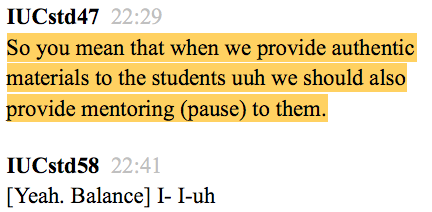 IUCstd47 22:29
So you mean that when we provide authentic
materials to the students uuh we should also
provide mentoring (pause) to them.
IUCstd58 22:41
[Yeah. Balance] I- I-uh